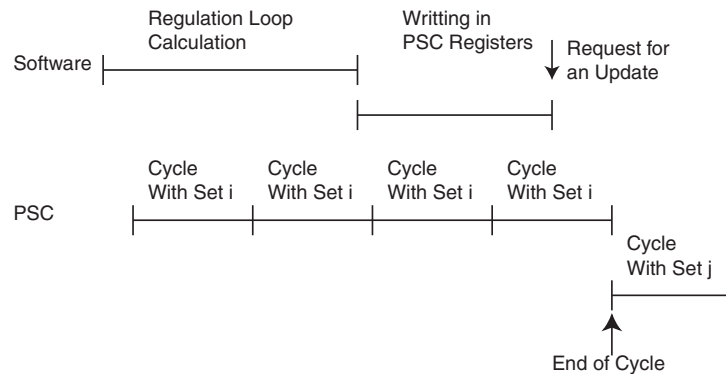 Regulation Loop
Calculation
Writting in
PSC Registers
Request for
an Update
Software
Cycle
With Set i
Cycle
With Set i
Cycle
With Set i
Cycle
With Set i
PSC
Cycle
With Set j
End of Cycle